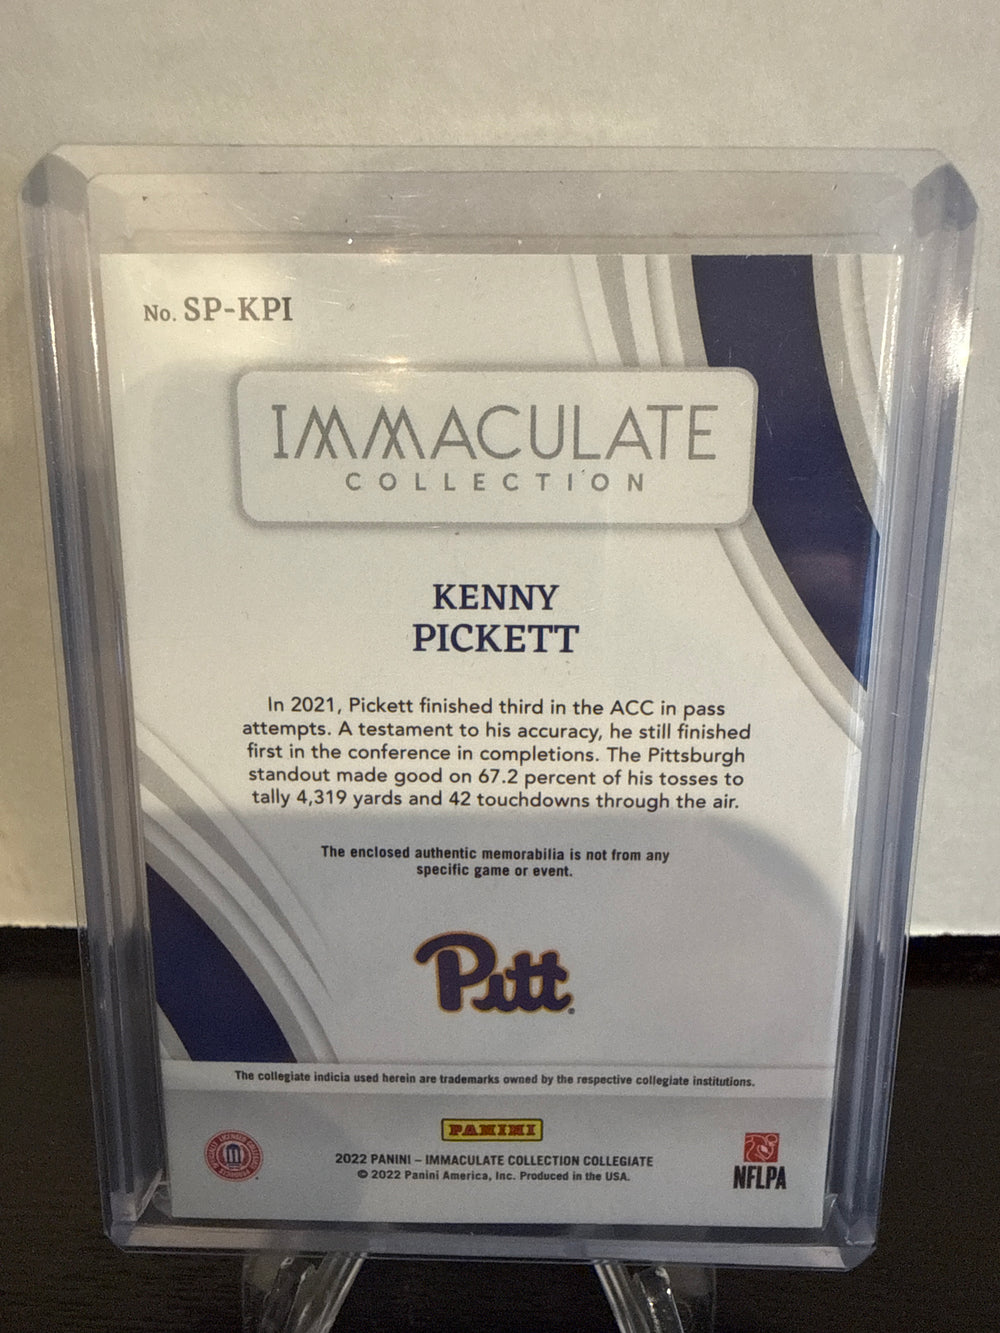 No. SP-KPI
IMMACULATE
COLLECTION
KENNY
PICKETT
In 2021, Pickett finished third in the ACC in pass
attempts. A testament to his accuracy, he still finished
first in the conference in completions. The Pittsburgh
standout made good on 67.2 percent of his tosses to
tally 4,319 yards and 42 touchdowns through the air.
The enclosed authentic memorabilia is not from any
specific game or event.
Pitt
The collegiate indicia used herein are trademarks owned by the respective collegiate institutions.
PANINI
2022 PANINI – IMMACULATE COLLECTION COLLEGIATE
© 2022 Panini America, Inc. Produced in the USA.
NFLPA